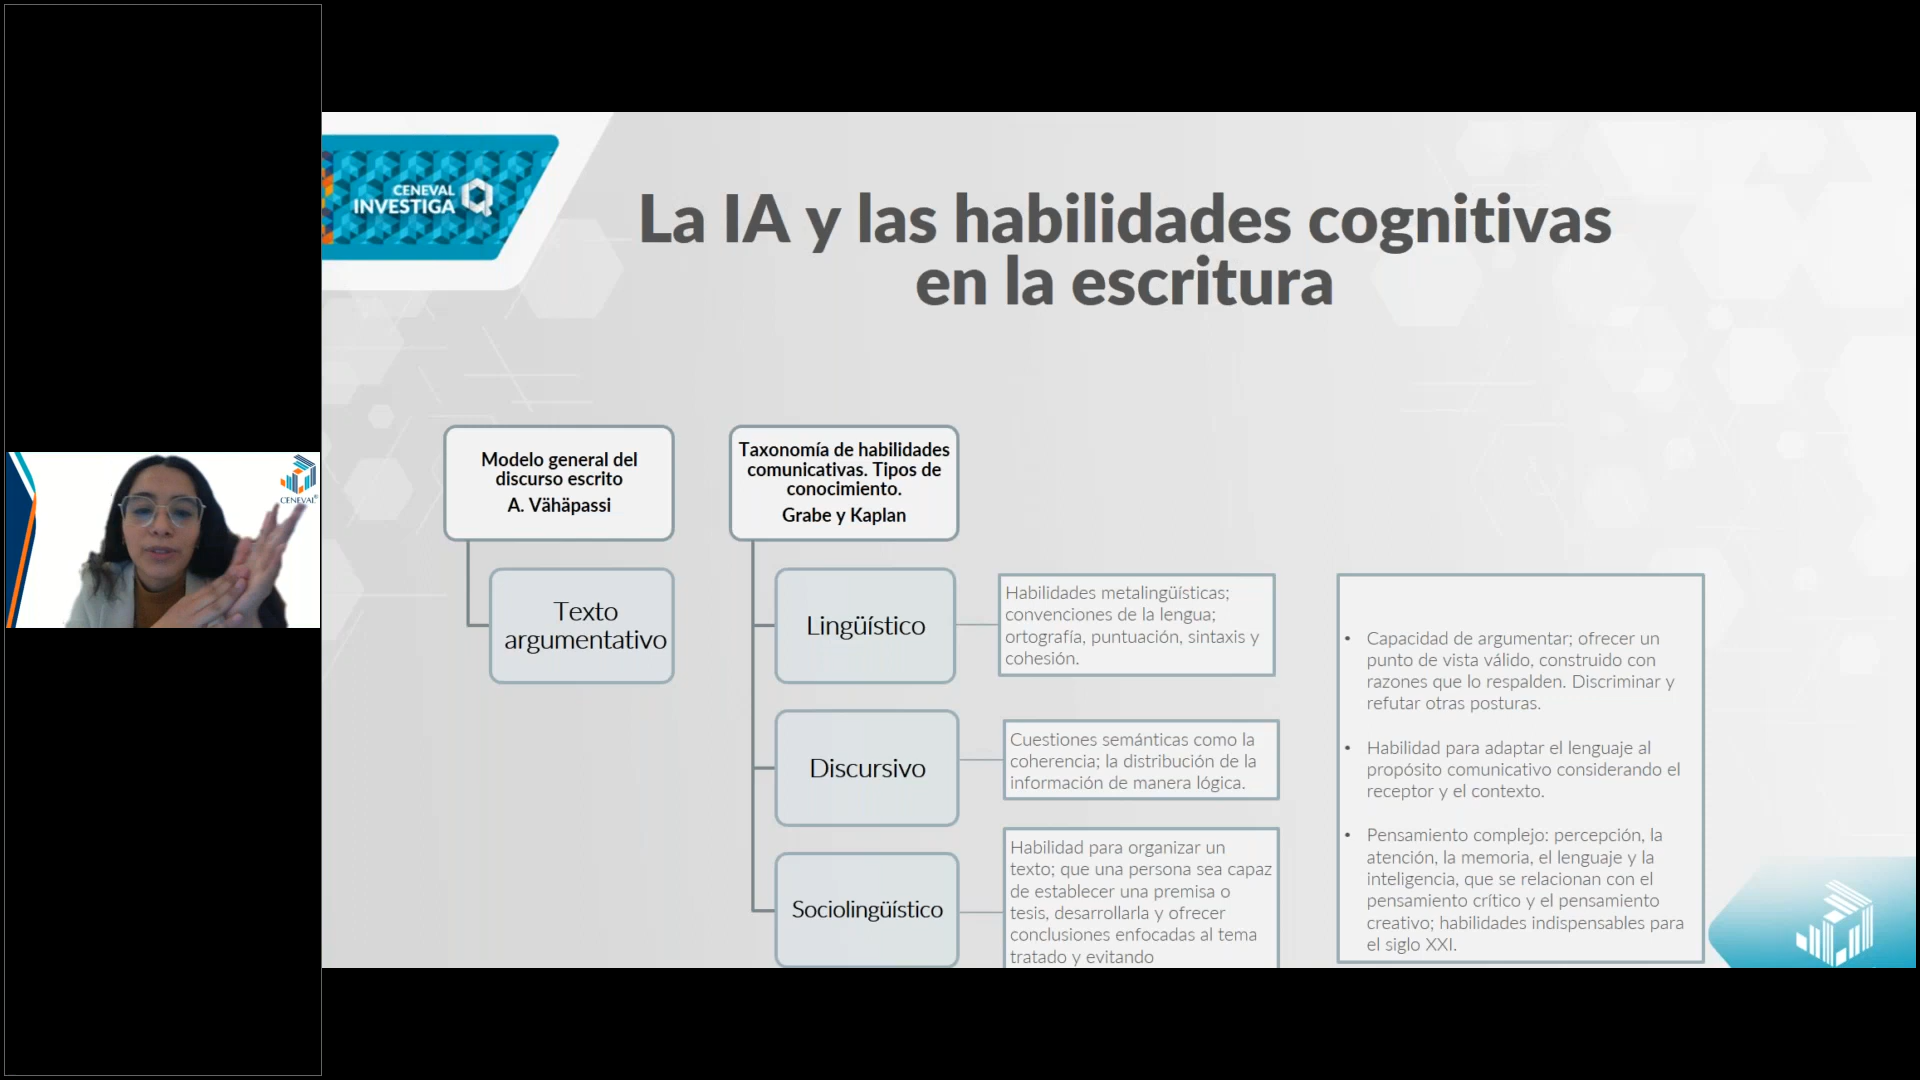 CENEVAL
INVESTIGA
La IA y las habilidades cognitivas
en la escritura
CENEVAL
Modelo general del
discurso escrito
A. Vähäpassi
Texto
argumentativo
Taxonomía de habilidades
comunicativas. Tipos de
conocimiento.
Grabe y Kaplan
Lingüístico
Habilidades metalingüísticas;
convenciones de la lengua;
ortografía, puntuación, sintaxis y
cohesión.
Discursivo
Cuestiones semánticas como la
coherencia; la distribución de la
información de manera lógica.
Sociolingüístico
Habilidad para organizar un
texto; que una persona sea capaz
de establecer una premisa o
tesis, desarrollarla y ofrecer
conclusiones enfocadas al tema
tratado y evitando
• Capacidad de argumentar; ofrecer un
punto de vista válido, construido con
razones que lo respalden. Discriminar y
refutar otras posturas.
• Habilidad para adaptar el lenguaje al
propósito comunicativo considerando el
receptor y el contexto.
• Pensamiento complejo: percepción, la
atención, la memoria, el lenguaje y la
inteligencia, que se relacionan con el
pensamiento crítico y el pensamiento
creativo; habilidades indispensables para
el siglo XXI.